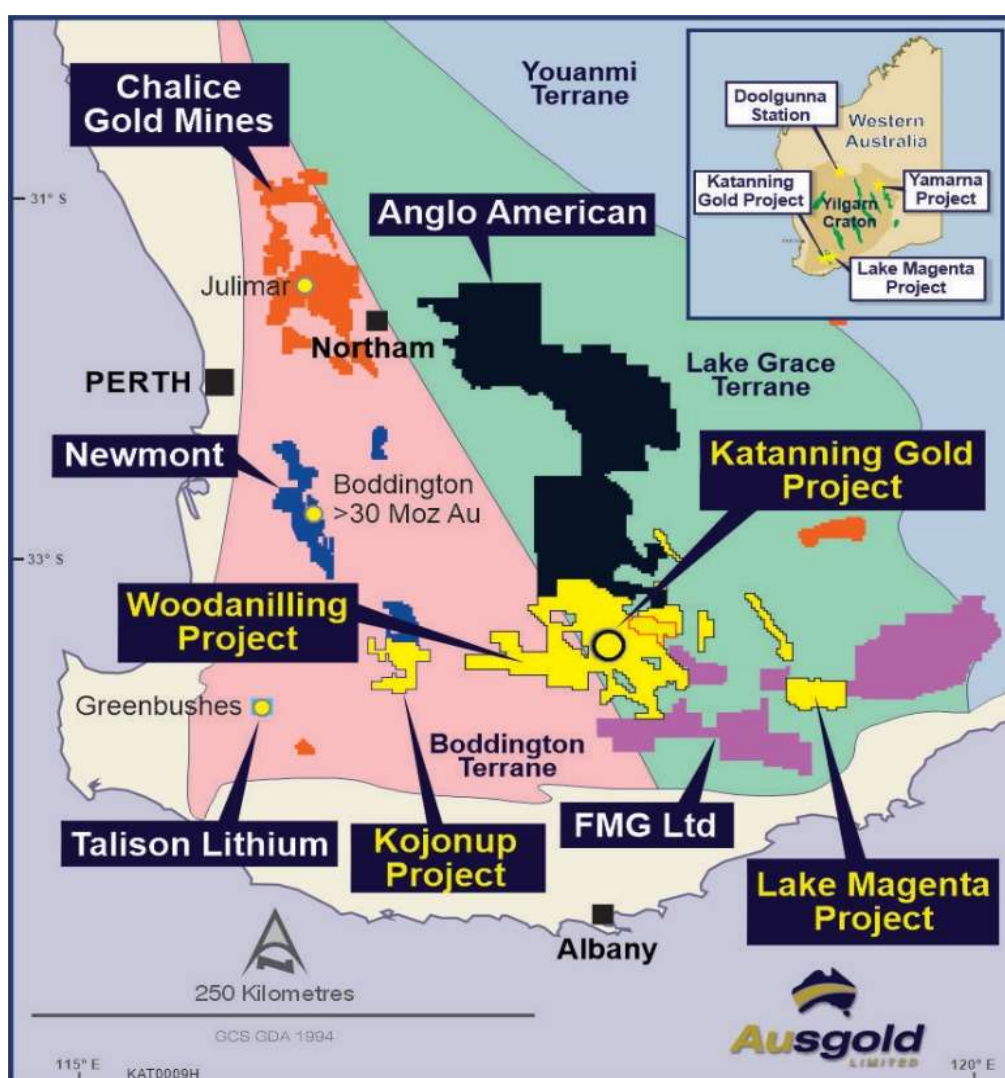 Chalice
Gold Mines
Youanmi
Terrane
Doolgunna
Station
Western
Australia
Katanning
Gold Project
Yamarna
Project
Yilgarn
Craton
Lake Magenta
Project
31° S
Anglo American
Julimar
Northam
PERTH
Lake Grace
Terrane
Newmont
Katanning Gold
Project
Boddington
>30 Moz Au
33° S
Woodanilling
Project
Greenbushes
Boddington
Terrane
Talison Lithium
Kojonup
Project
FMG Ltd
Lake Magenta
Project
Albany
N
250 Kilometres
GCS GDA 1994
Ausgold
LIMITED
115° E
KAT0009H
120° E